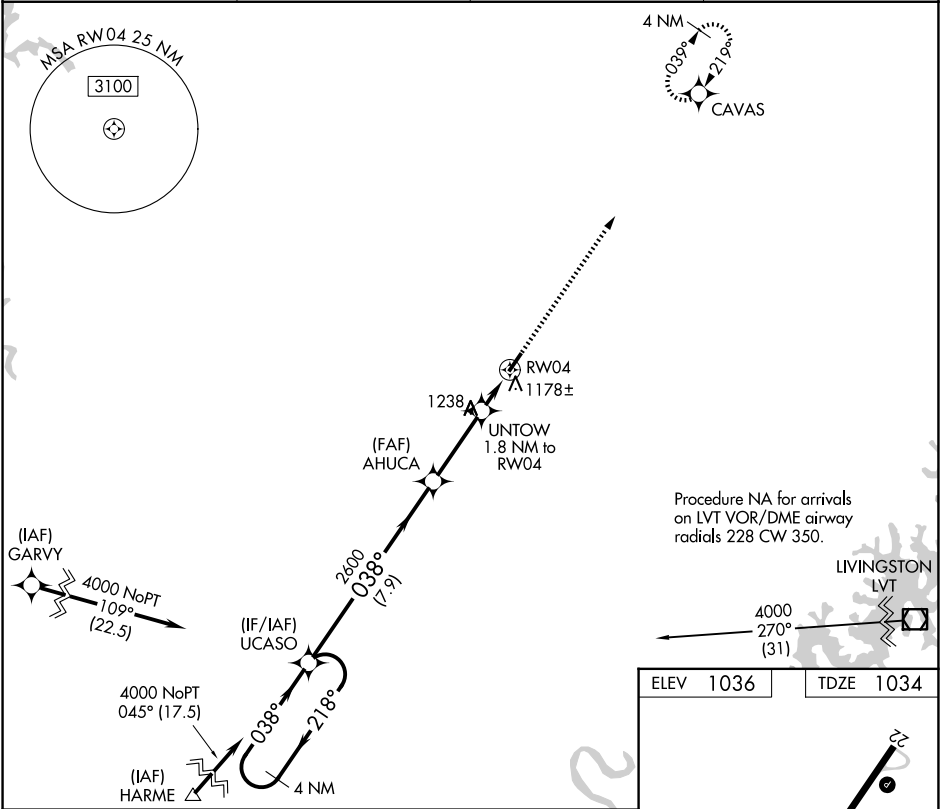 MSA RW04 25 NM
3100
4 NM
039°
219°
CAVAS
RW04
1178±
1238
UNTOW
1.8 NM to
RW04
(FAF)
AHUCA
Procedure NA for arrivals
on LVT VOR/DME airway
radials 228 CW 350.
(IAF)
GARVY
4000 NoPT
109°
(22.5)
2600
038°
(7.9)
LIVINGSTON
LVT
4000
270°
(31)
(IF/IAF)
UCASO
4000 NoPT
045° (17.5)
038°
218°
4 NM
(IAF)
HARME
ELEV 1036
TDZE 1034
22
P